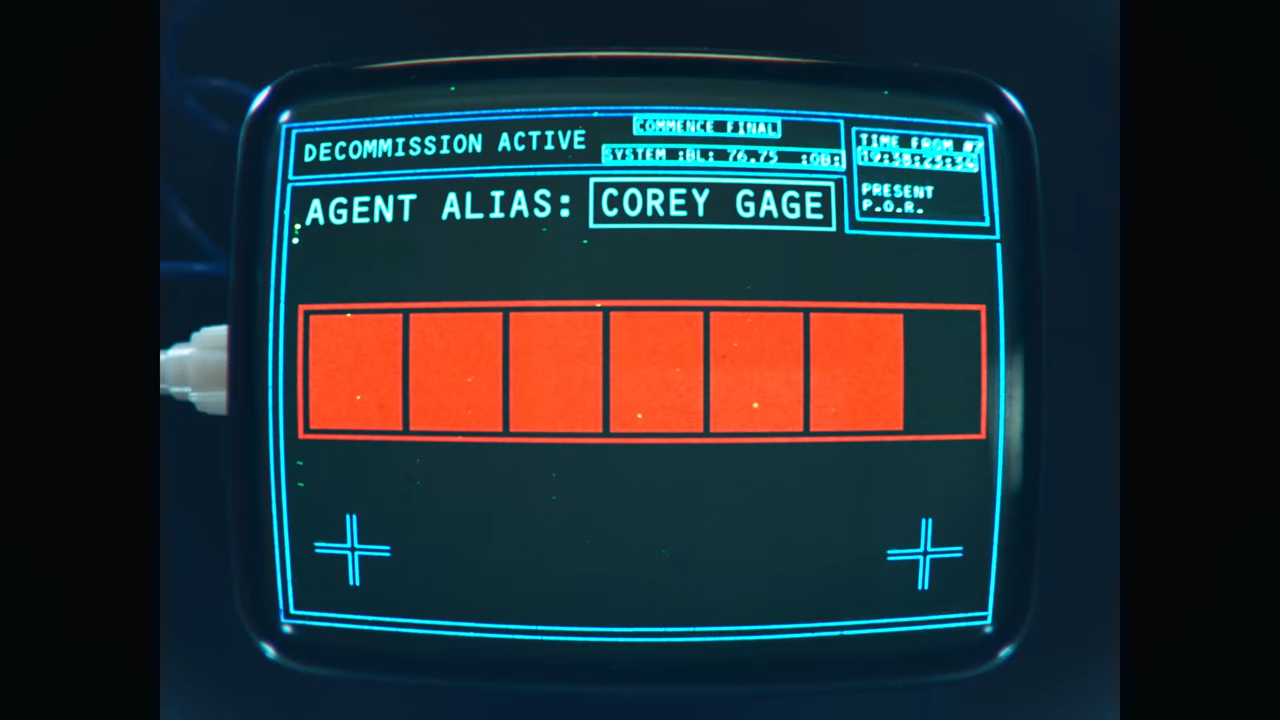 DECOMMISSION ACTIVE
COMMENCE FINAL
SYSTEM :BL: 76.75 :OB:
TIME FROM
PRESENT
P.O.R.
AGENT ALIAS: COREY GAGE